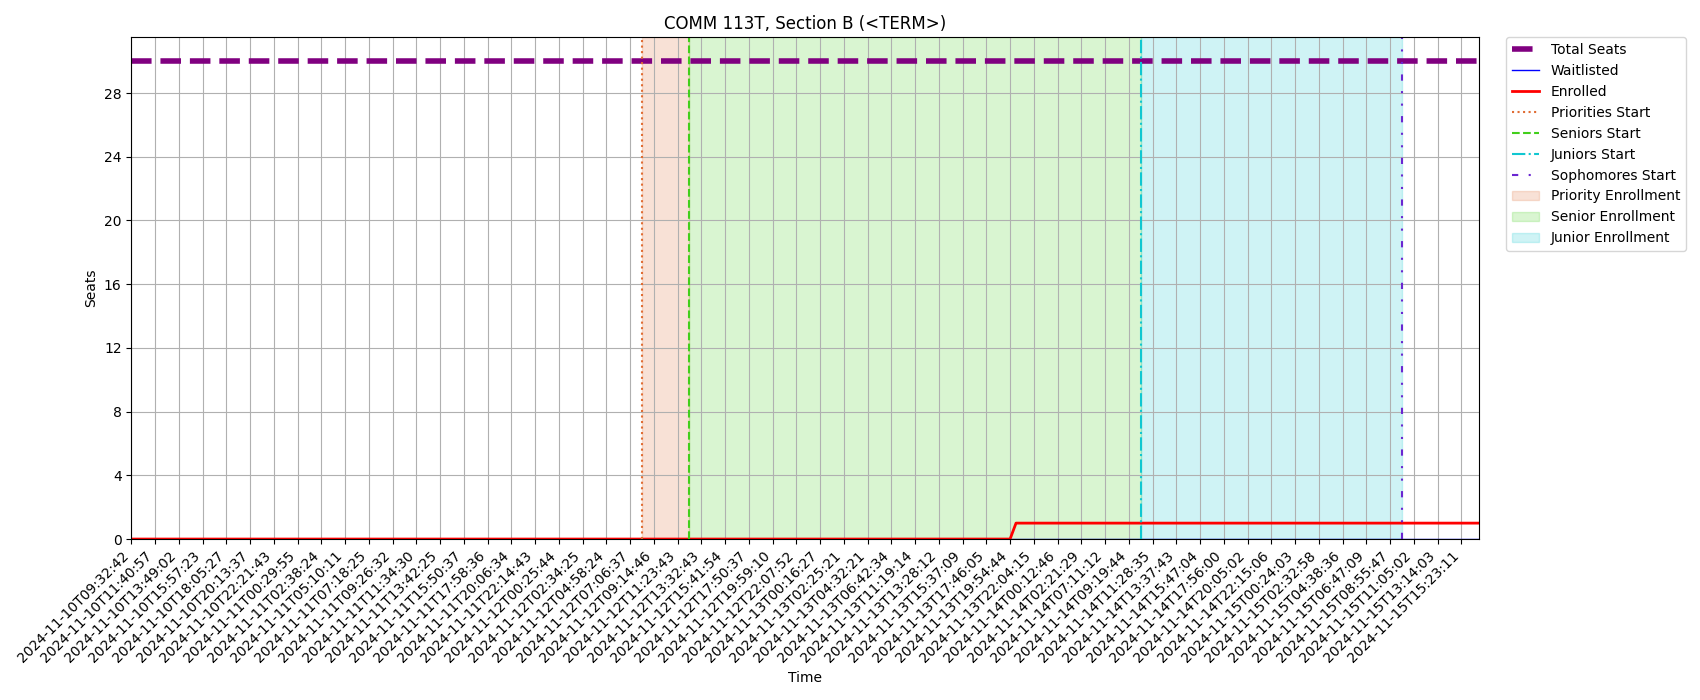 COMM 113T, Section B (<TERM>)
Total Seats
Waitlisted
Enrolled
Priorities Start
Seniors Start
Juniors Start
Sophomores Start
Priority Enrollment
Senior Enrollment
Junior Enrollment
Seats
28
24
20
16
12
8
4
0
2024-11-10T09:32:42
2024-11-10T11:40:57
2024-11-10T13:49:02
2024-11-10T15:57:23
2024-11-10T18:05:27
2024-11-10T20:13:37
2024-11-10T22:21:43
2024-11-11T00:29:55
2024-11-11T02:38:24
2024-11-11T05:10:11
2024-11-11T07:18:25
2024-11-11T09:26:32
2024-11-11T11:34:30
2024-11-11T13:42:25
2024-11-11T15:50:37
2024-11-11T17:58:36
2024-11-11T20:06:34
2024-11-11T22:14:43
2024-11-12T00:25:44
2024-11-12T02:34:25
2024-11-12T04:58:24
2024-11-12T07:06:37
2024-11-12T09:14:46
2024-11-12T11:23:43
2024-11-12T13:32:43
2024-11-12T15:41:54
2024-11-12T17:50:37
2024-11-12T19:59:10
2024-11-12T22:07:52
2024-11-13T00:16:27
2024-11-13T02:25:21
2024-11-13T04:32:21
2024-11-13T06:42:34
2024-11-13T11:19:14
2024-11-13T13:28:12
2024-11-13T15:37:09
2024-11-13T17:46:05
2024-11-13T19:54:44
2024-11-13T22:04:15
2024-11-14T00:12:46
2024-11-14T02:21:29
2024-11-14T07:11:12
2024-11-14T09:19:44
2024-11-14T11:28:35
2024-11-14T13:37:43
2024-11-14T15:47:04
2024-11-14T17:56:00
2024-11-14T20:05:02
2024-11-14T22:15:06
2024-11-15T00:24:03
2024-11-15T02:32:58
2024-11-15T04:38:36
2024-11-15T06:47:09
2024-11-15T08:55:47
2024-11-15T11:05:02
2024-11-15T13:14:03
2024-11-15T15:23:11
Time